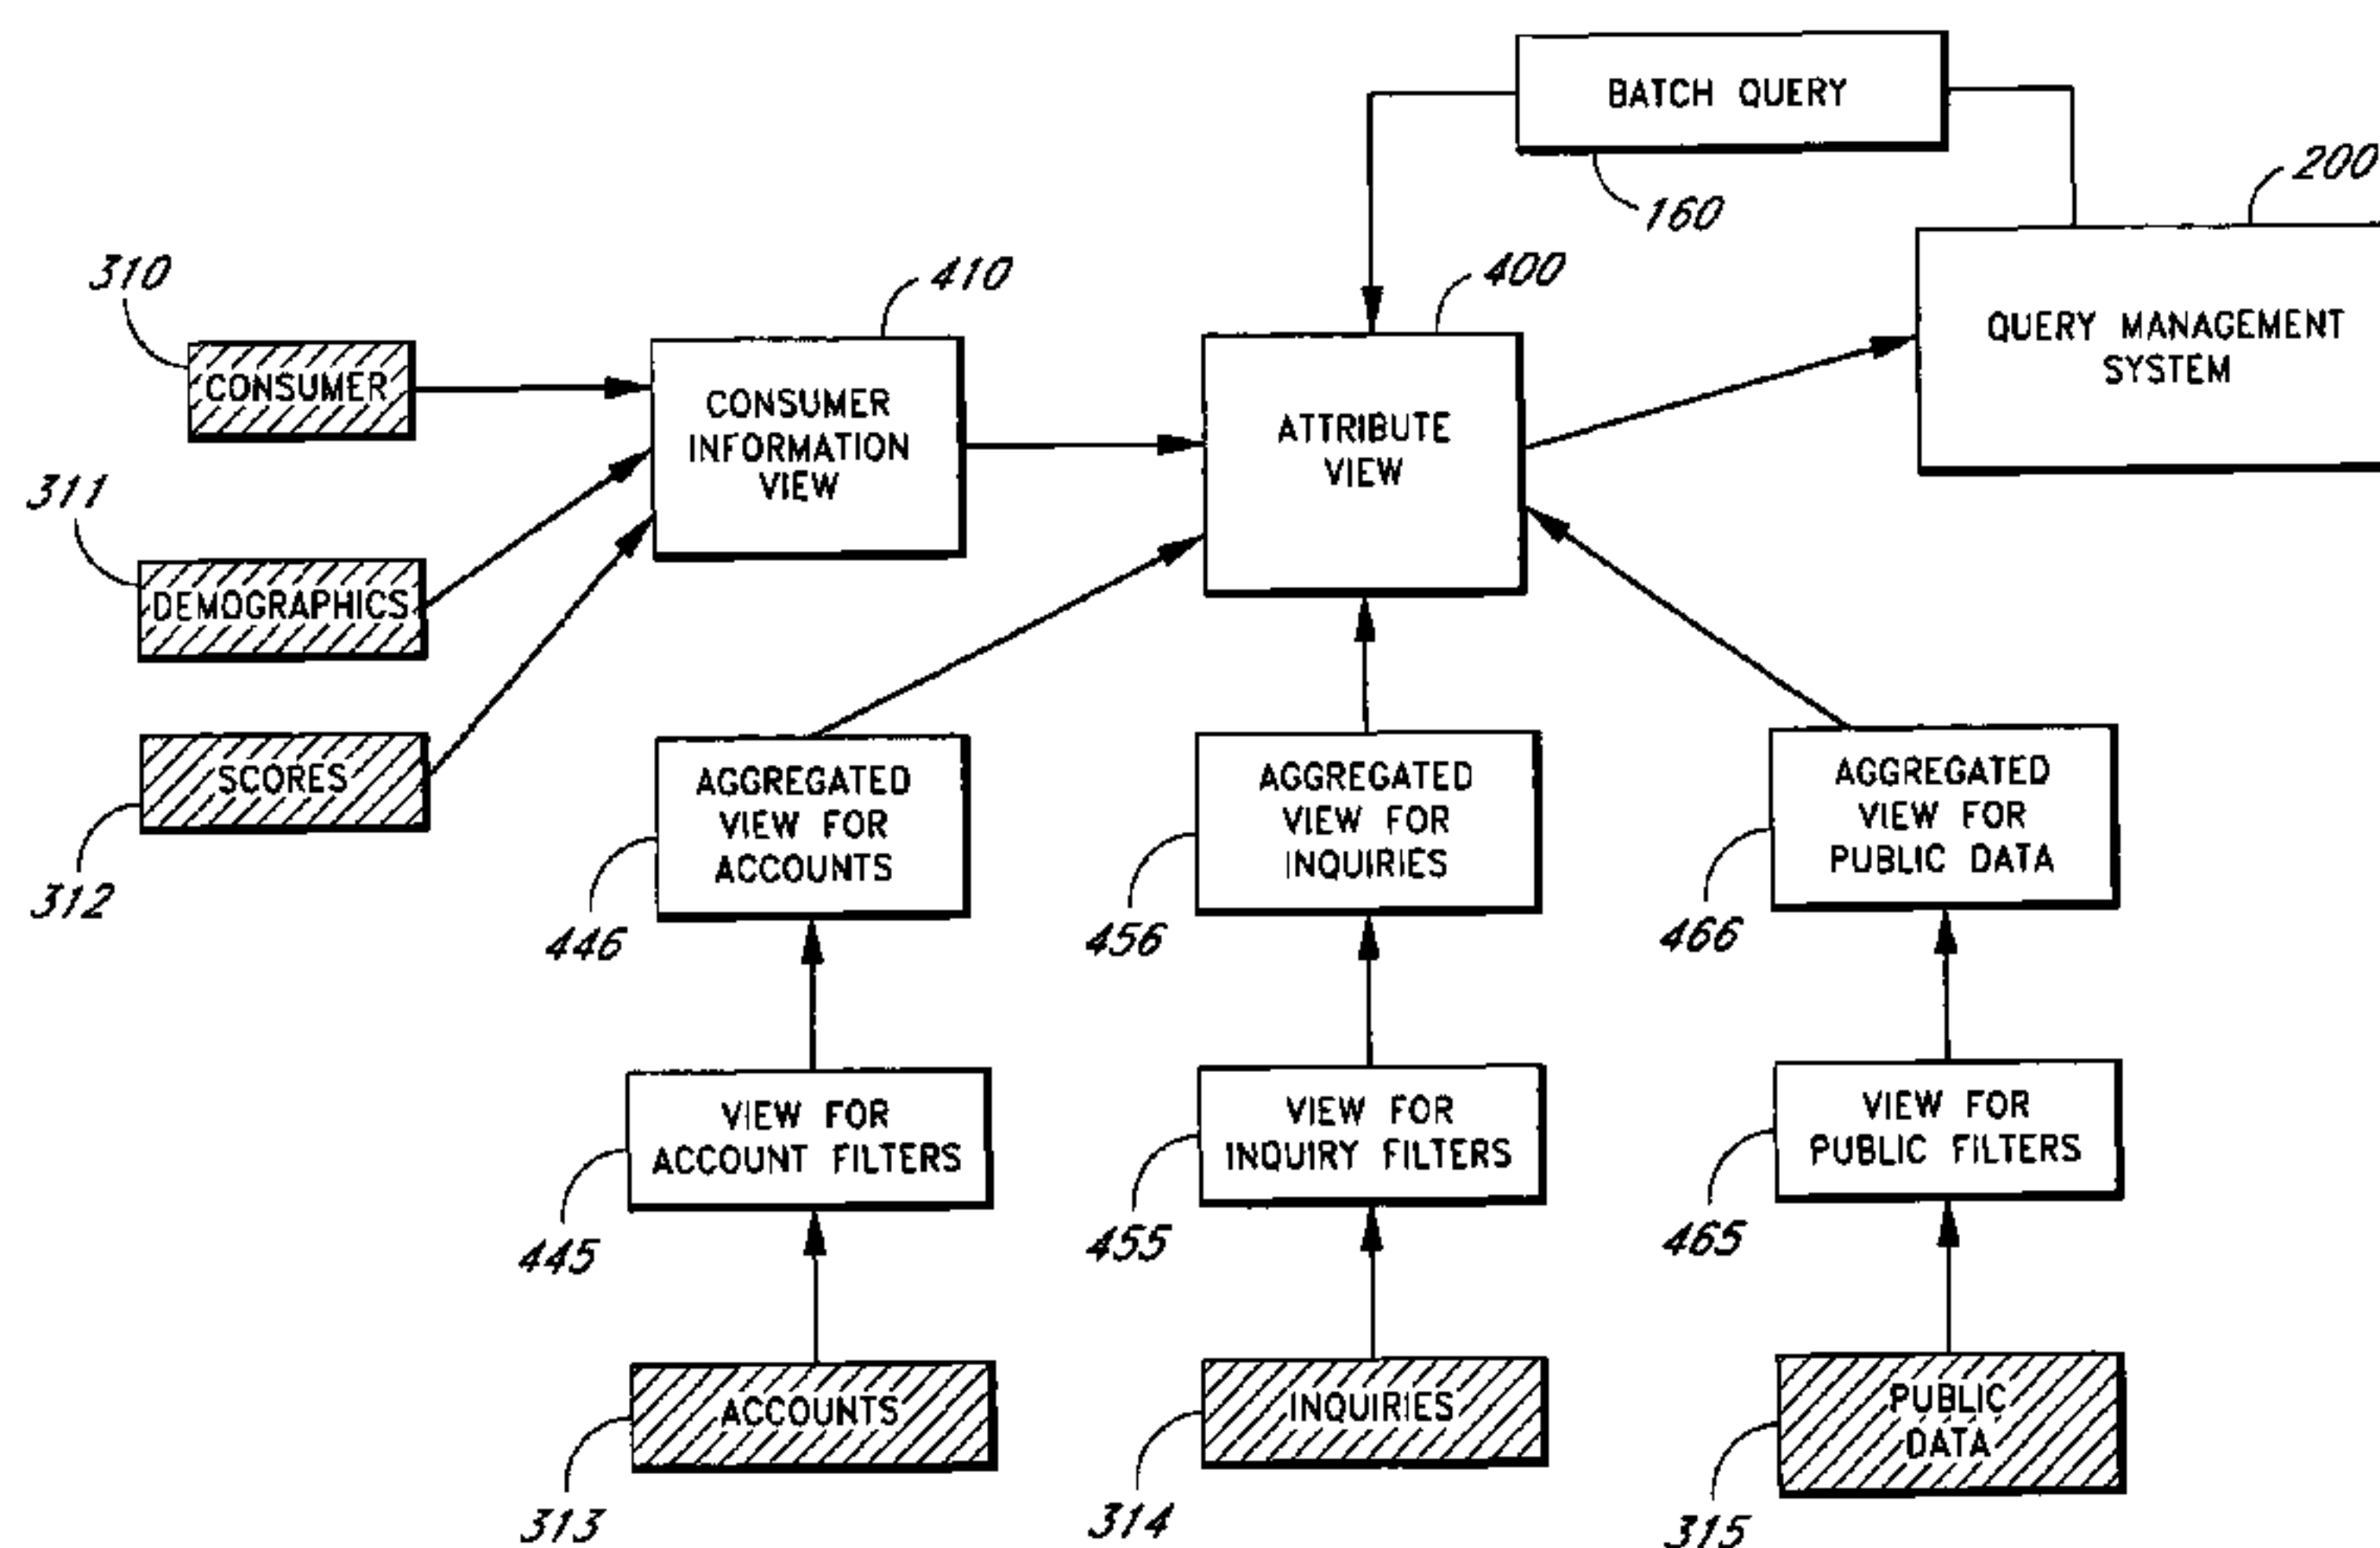 BATCH QUERY
160
200
QUERY MANAGEMENT
SYSTEM
310
CONSUMER
410
CONSUMER
INFORMATION
VIEW
400
ATTRIBUTE
VIEW
311
DEMOGRAPHICS
SCORES
312
AGGREGATED
VIEW FOR
ACCOUNTS
446
AGGREGATED
VIEW FOR
INQUIRIES
456
AGGREGATED
VIEW FOR
PUBLIC DATA
466
VIEW FOR
ACCOUNT FILTERS
445
VIEW FOR
INQUIRY FILTERS
455
VIEW FOR
PUBLIC FILTERS
465
ACCOUNTS
313
INQUIRIES
314
PUBLIC
DATA
315